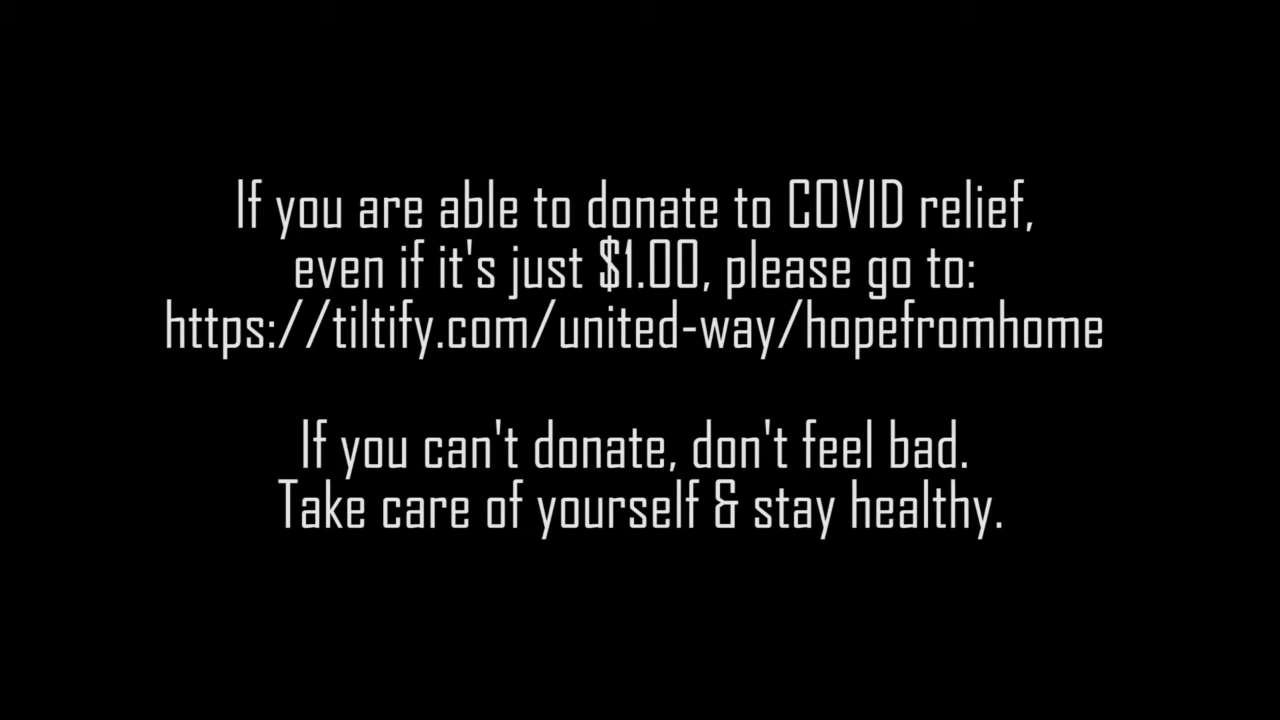 If you are able to donate to COVID relief,
even if it's just $1.00, please go to:
https://tiltify.com/united-way/hopefromhome
If you can't donate, don't feel bad.
Take care of yourself & stay healthy.